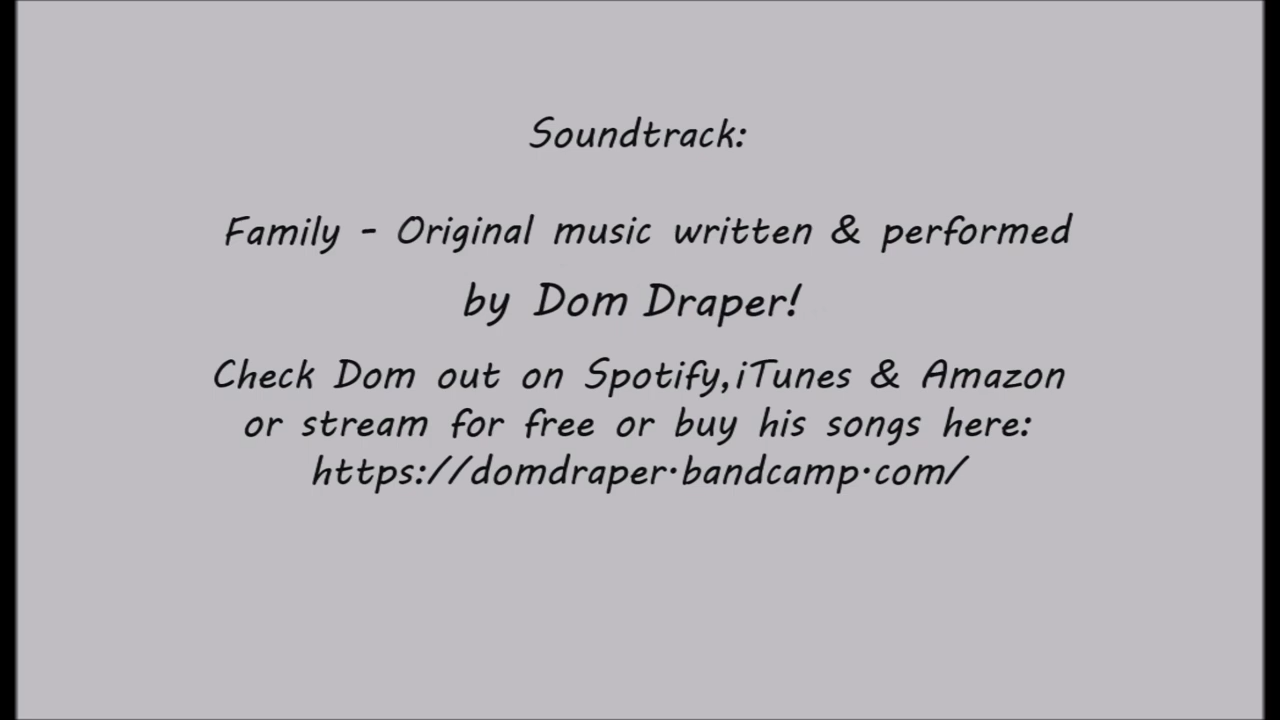 Soundtrack:
Family - Original music written & performed
by Dom Draper!
Check Dom out on Spotify,iTunes & Amazon
or stream for free or buy his songs here:
https://domdraper.bandcamp.com/